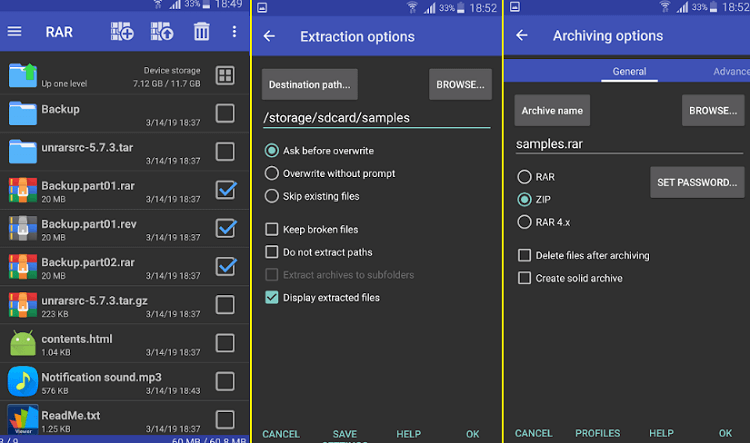 33% 18:49
RAR
Up one level
Device storage
7.12 GB / 11.7 GB
Backup
3/14/19 18:37
unrarsrc-5.7.3.tar
3/14/19 18:37
Backup.part01.rar
20 MB 3/14/19 18:37
Backup.part01.rev
20 MB 3/14/19 18:37
Backup.part02.rar
20 MB 3/14/19 18:37
unrarsrc-5.7.3.tar.gz
223 KB 3/14/19 18:37
contents.html
1.04 KB 3/14/19 18:37
Notification sound.mp3
576 KB 3/14/19 18:43
Viewer
ReadMe.txt
1.25 KB 3/14/19 18:37
3 / 9 60 MB / 60.8 MB
33% 18:52
Extraction options
Destination path...
BROWSE...
/storage/sdcard/samples
Ask before overwrite
Overwrite without prompt
Skip existing files
Keep broken files
Do not extract paths
Extract archives to subfolders
Display extracted files
CANCEL SAVE HELP OK
SETTINGS
33% 18:52
Archiving options
General Advance
Archive name
BROWSE...
samples.rar
RAR
ZIP
RAR 4.x
SET PASSWORD...
Delete files after archiving
Create solid archive
CANCEL PROFILES HELP OK